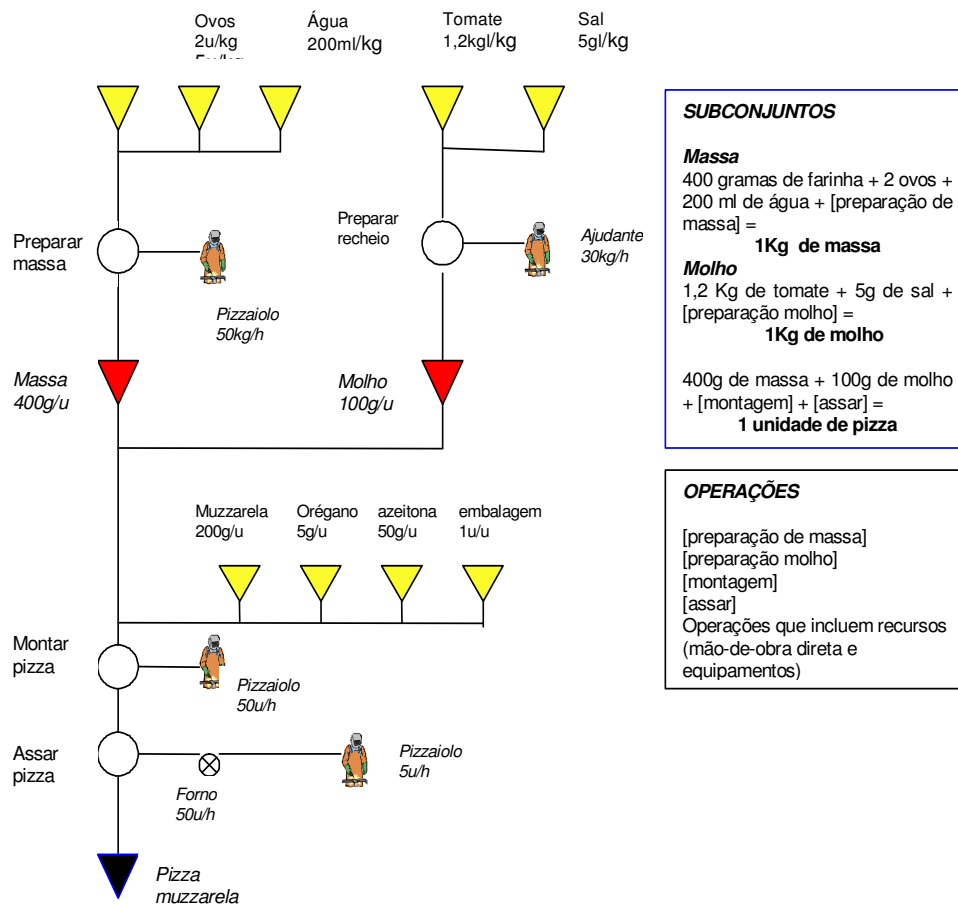 Ovos
2u/kg
Água
200ml/kg
Tomate
1,2kgl/kg
Sal
5gl/kg
Preparar
massa
Pizzaiolo
50kg/h
Preparar
recheio
Ajudante
30kg/h
Massa
400g/u
Molho
100g/u
Muzzarela
200g/u
Orégano
5g/u
azeitona
50g/u
embalagem
1u/u
Montar
pizza
Pizzaiolo
50u/h
Assar
pizza
Forno
50u/h
Pizzaiolo
5u/h
Pizza
muzzarela
SUBCONJUNTOS
Massa
400 gramas de farinha + 2 ovos +
200 ml de água + [preparação de
massa] =
1Kg de massa
Molho
1,2 Kg de tomate + 5g de sal +
[preparação molho] =
1Kg de molho
400g de massa + 100g de molho
+ [montagem] + [assar] =
1 unidade de pizza
OPERAÇÕES
[preparação de massa]
[preparação molho]
[montagem]
[assar]
Operações que incluem recursos
(mão-de-obra direta e
equipamentos)